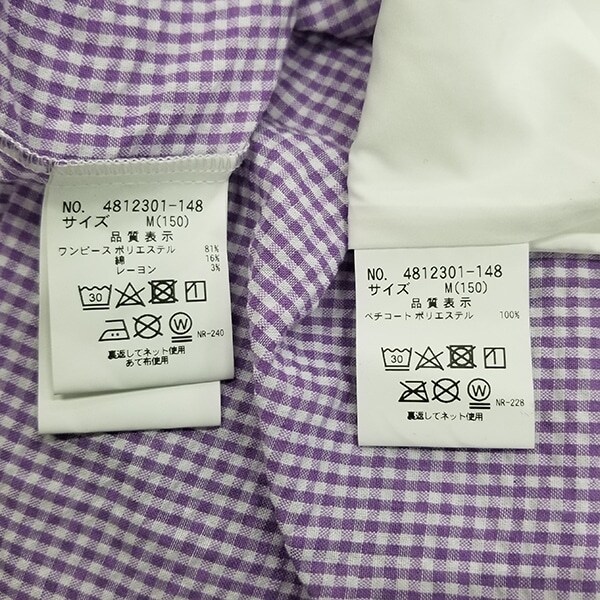 NO. 4812301-148
サイズ M(150)
品質表示
ワンピース ポリエステル 81%
綿 16%
レーヨン 3%
30
W
NR-240
裏返してネット使用
あて布使用
NO. 4812301-148
サイズ M(150)
品質表示
ペチコート ポリエステル 100%
30
W
NR-228
裏返してネット使用